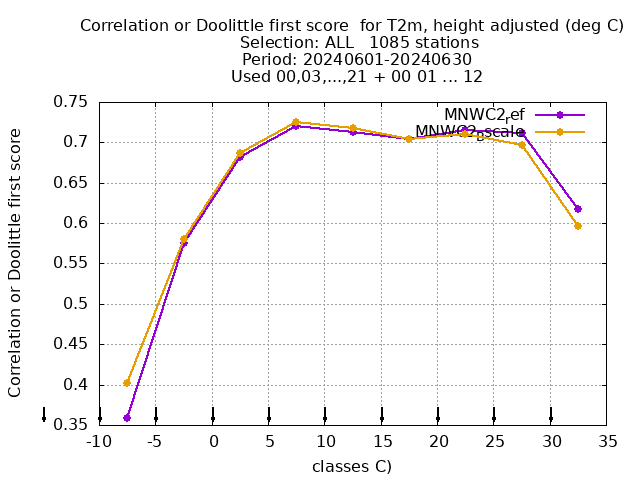 Correlation or Doolittle first score  for T2m, height adjusted (deg C)
Selection: ALL   1085 stations
Period: 20240601-20240630
Used 00,03,...,21 + 00 01 ... 12
Correlation or Doolittle first score
0.75
0.7
0.65
0.6
0.55
0.5
0.45
0.4
0.35
MNWC2_ref
MNWC2_pscale
-10 -5 0 5 10 15 20 25 30 35
classes C)